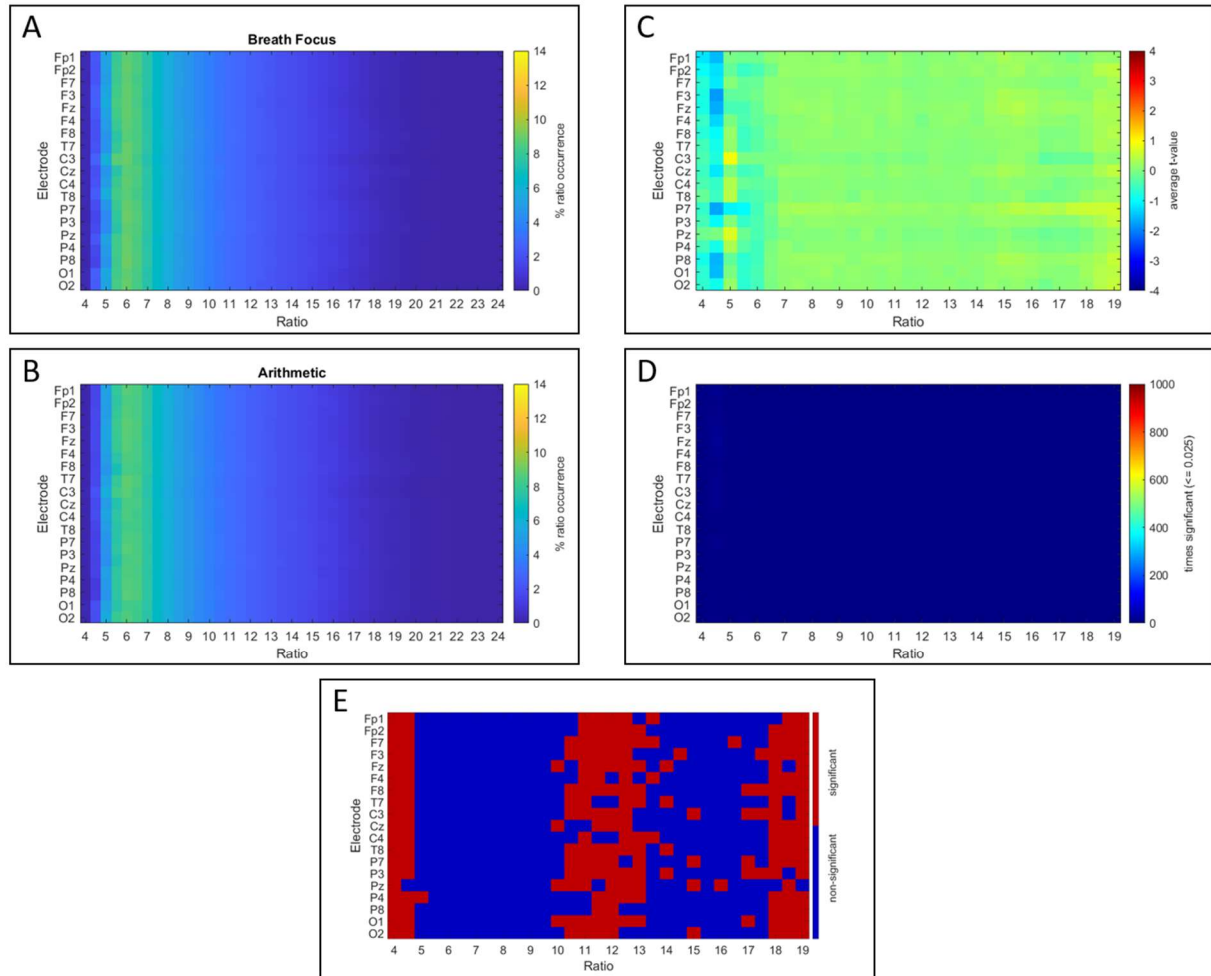 A
Breath Focus
Electrode
Fp1
Fp2
F7
F3
Fz
F4
F8
T7
C3
Cz
C4
T8
P7
P3
Pz
P4
P8
O1
O2
4 5 6 7 8 9 10 11 12 13 14 15 16 17 18 19 20 21 22 23 24
Ratio
14
12
10
8
6
4
2
0
% ratio occurrence
C
Electrode
Fp1
Fp2
F7
F3
Fz
F4
F8
T7
C3
Cz
C4
T8
P7
P3
Pz
P4
P8
O1
O2
4 5 6 7 8 9 10 11 12 13 14 15 16 17 18 19
Ratio
4
3
2
1
0
-1
-2
-3
-4
average t-value
B
Arithmetic
Electrode
Fp1
Fp2
F7
F3
Fz
F4
F8
T7
C3
Cz
C4
T8
P7
P3
Pz
P4
P8
O1
O2
4 5 6 7 8 9 10 11 12 13 14 15 16 17 18 19 20 21 22 23 24
Ratio
14
12
10
8
6
4
2
0
% ratio occurrence
D
Electrode
Fp1
Fp2
F7
F3
Fz
F4
F8
T7
C3
Cz
C4
T8
P7
P3
Pz
P4
P8
O1
O2
4 5 6 7 8 9 10 11 12 13 14 15 16 17 18 19
Ratio
1000
800
600
400
200
0
times significant (<= 0.025)
E
Electrode
Fp1
Fp2
F7
F3
Fz
F4
F8
T7
C3
Cz
C4
T8
P7
P3
Pz
P4
P8
O1
O2
4 5 6 7 8 9 10 11 12 13 14 15 16 17 18 19
Ratio
significant
non-significant